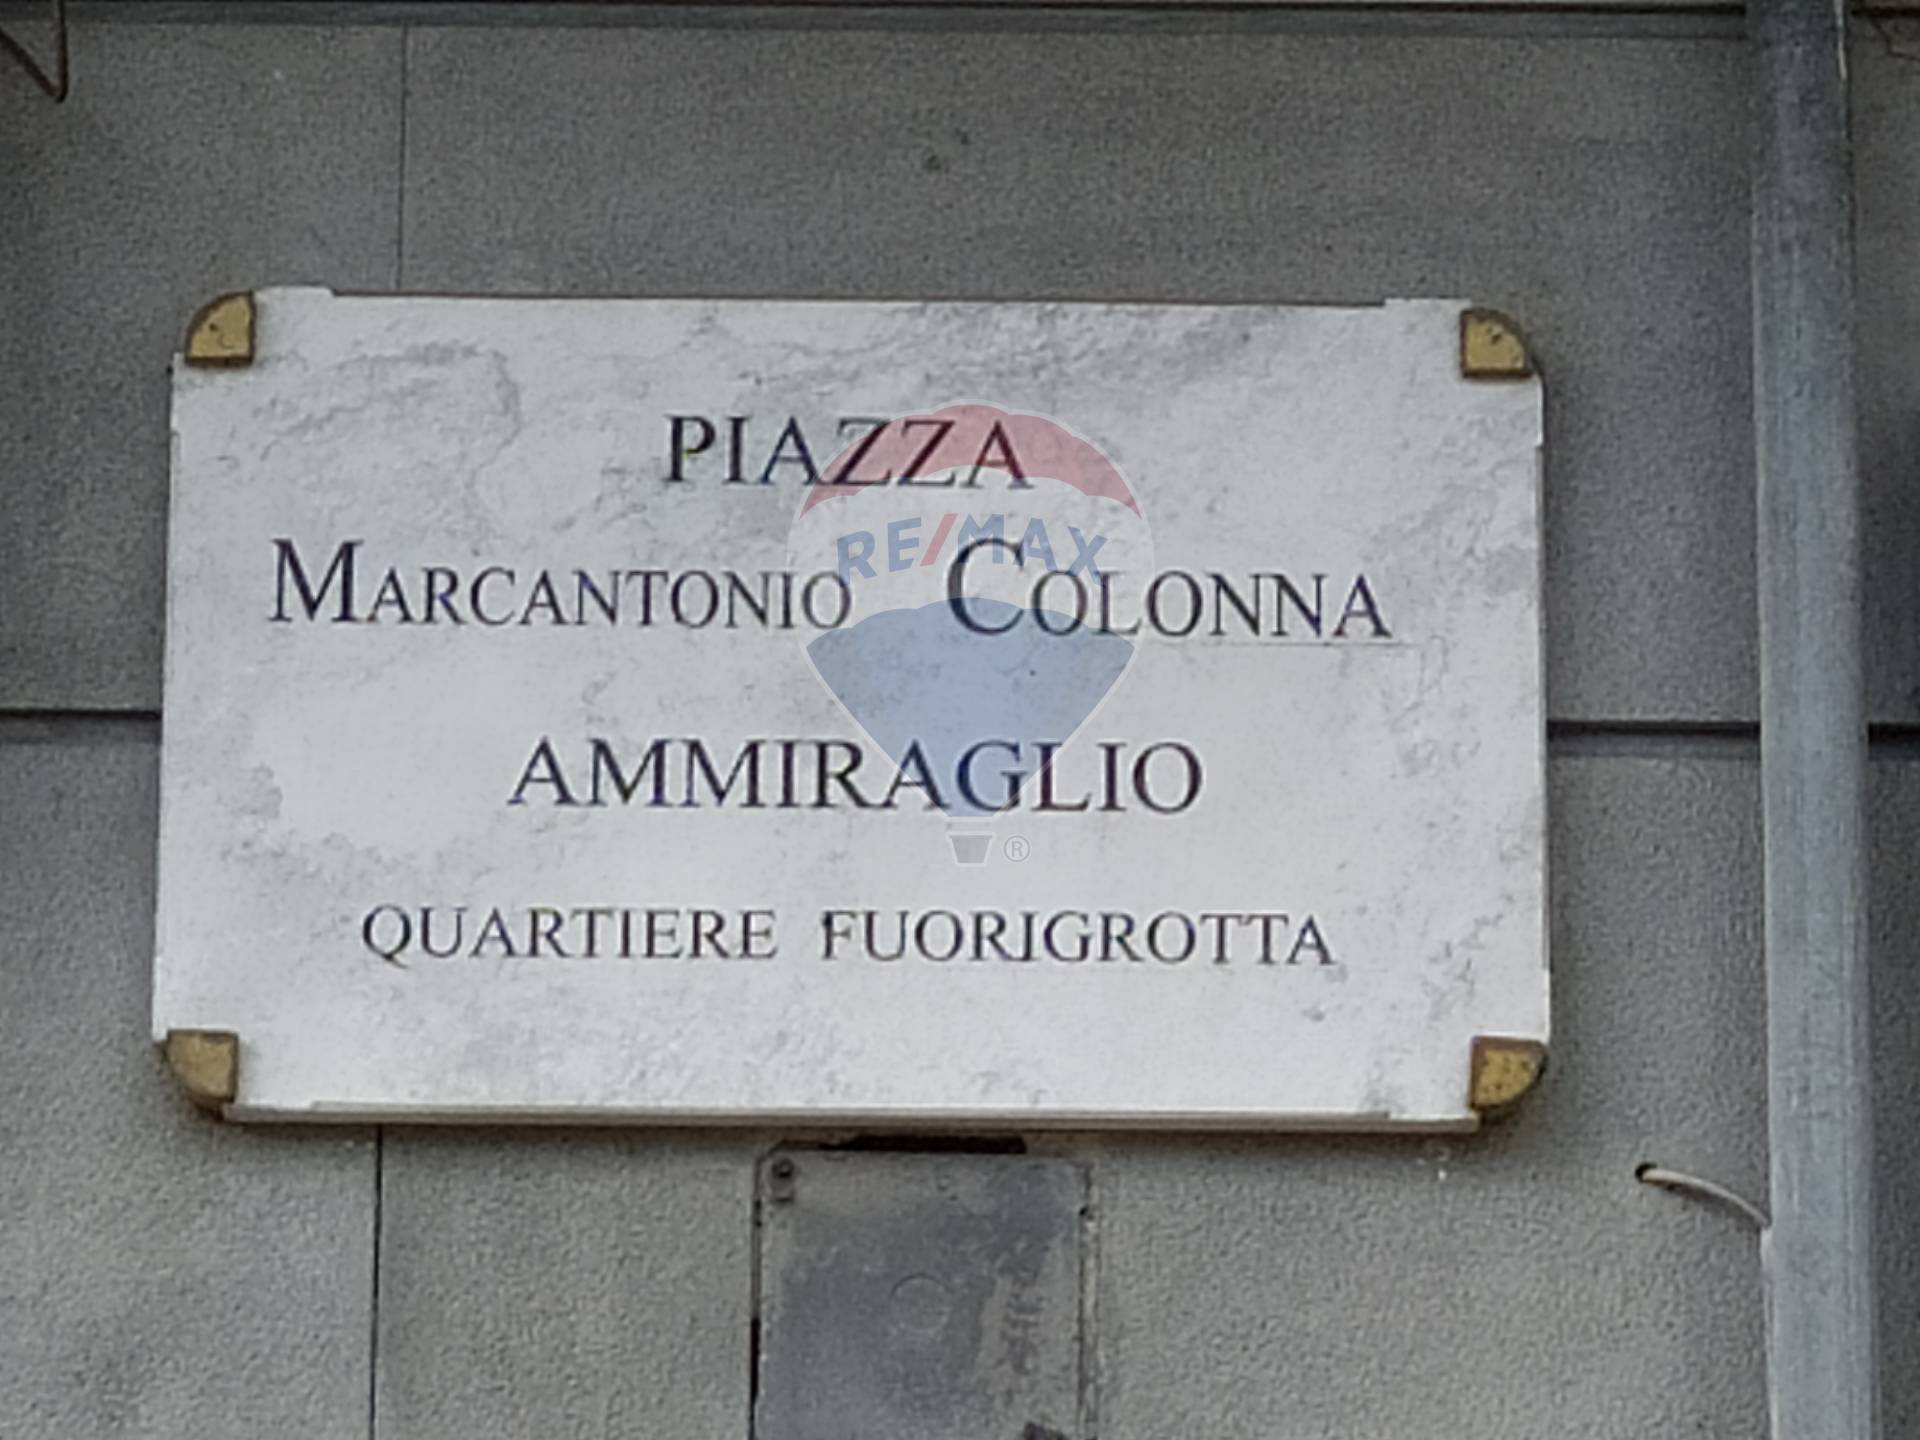 PIAZZA
MARCANTONIO COLONNA
AMMIRAGLIO
QUARTIERE FUORIGROTTA
RE/MAX
®